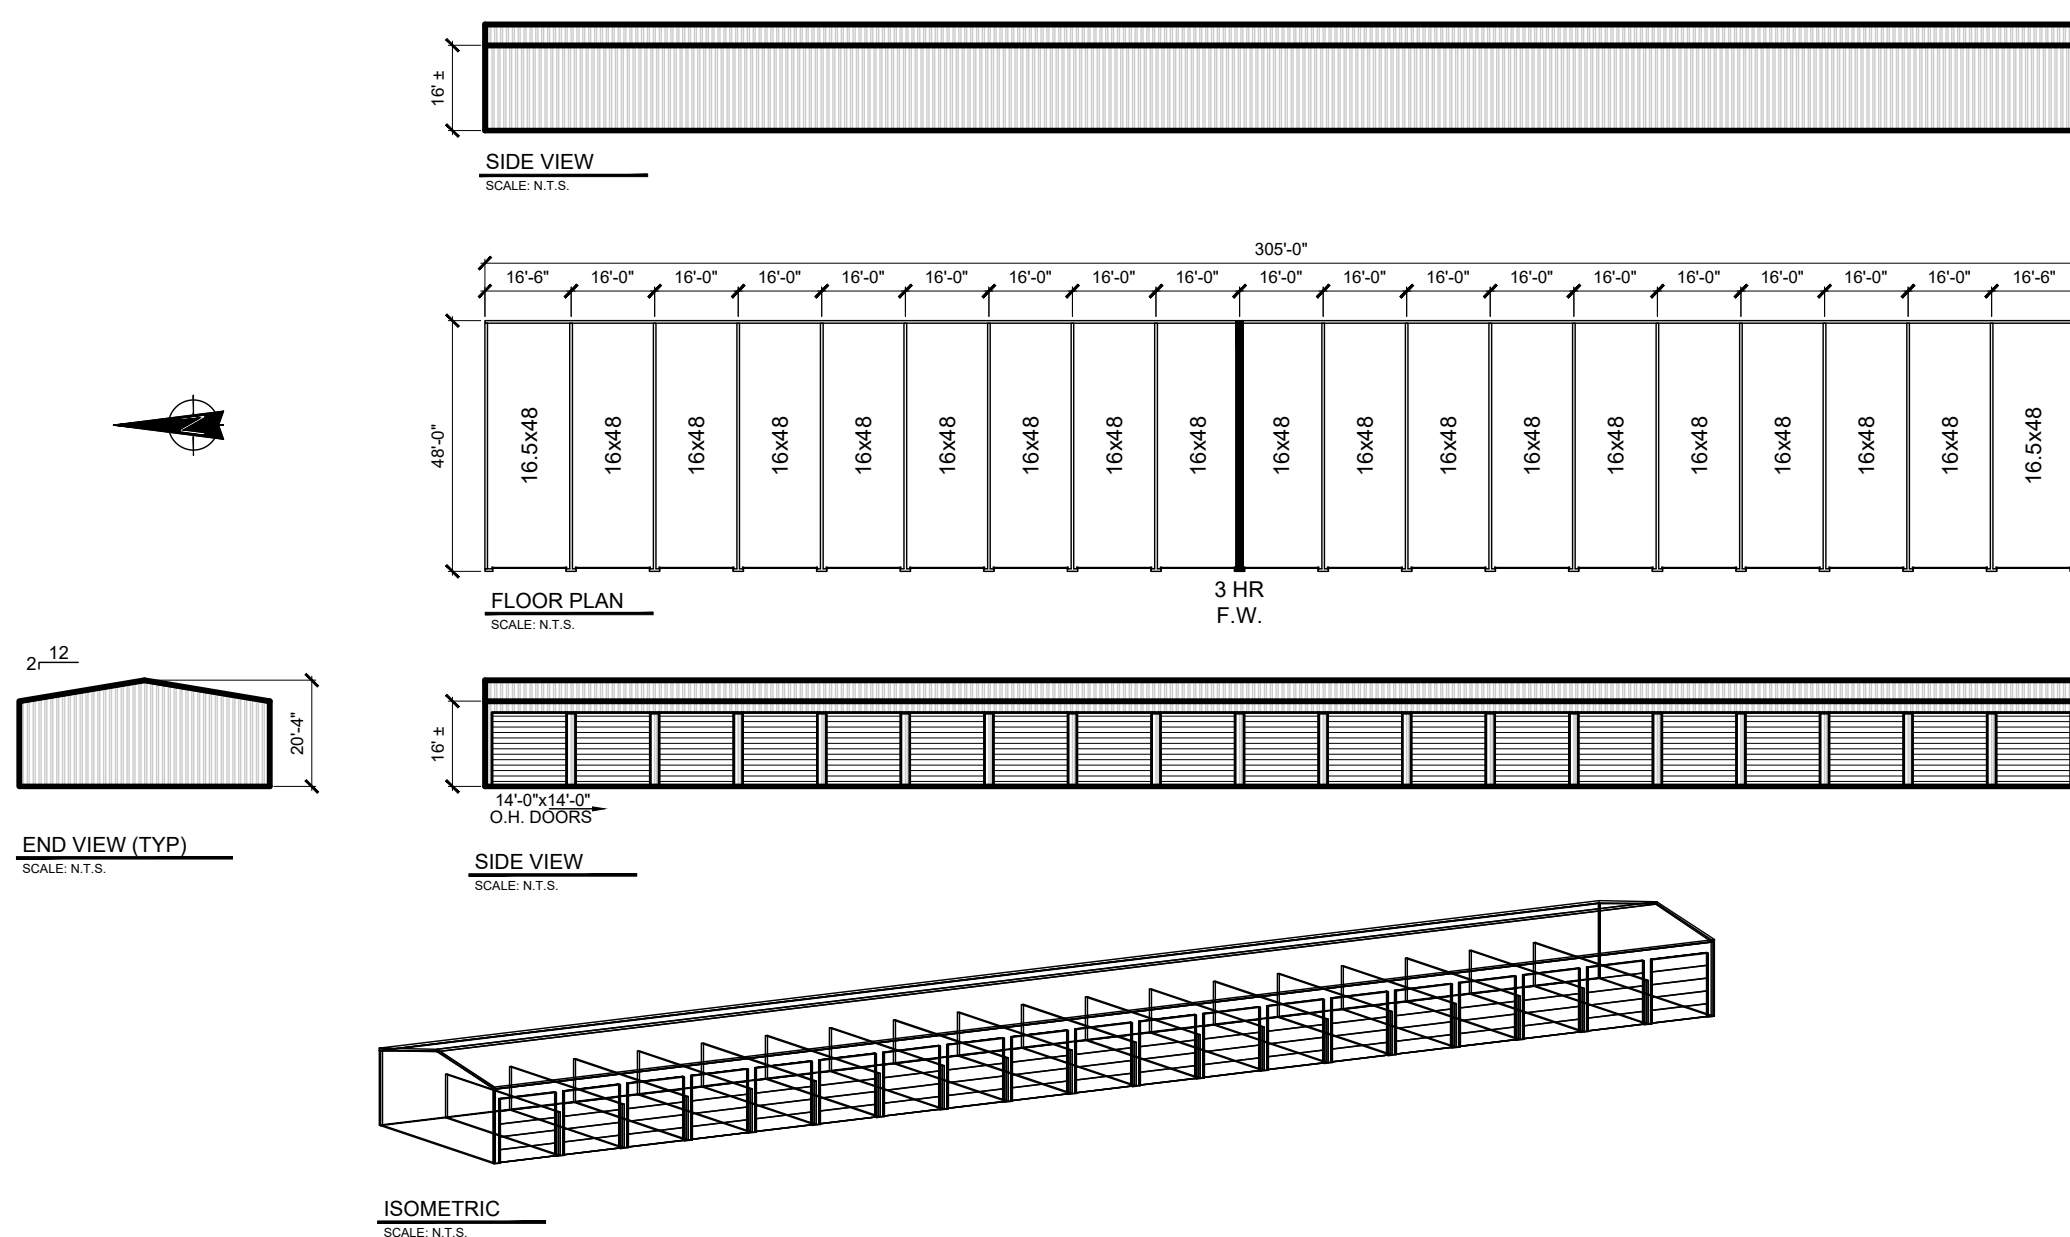 16' ±
SIDE VIEW
SCALE: N.T.S.
305'-0"
16'-6" 16'-0" 16'-0" 16'-0" 16'-0" 16'-0" 16'-0" 16'-0" 16'-0" 16'-0" 16'-0" 16'-0" 16'-0" 16'-0" 16'-0" 16'-0" 16'-0" 16'-0" 16'-6"
N
48'-0"
16.5x48 16x48 16x48 16x48 16x48 16x48 16x48 16x48 16x48 16x48 16x48 16x48 16x48 16x48 16x48 16x48 16x48 16x48 16.5x48
FLOOR PLAN
SCALE: N.T.S.
3 HR
F.W.
12
2
20'-4"
END VIEW (TYP)
SCALE: N.T.S.
16' ±
14'-0"x14'-0"
O.H. DOORS
SIDE VIEW
SCALE: N.T.S.
ISOMETRIC
SCALE: N.T.S.